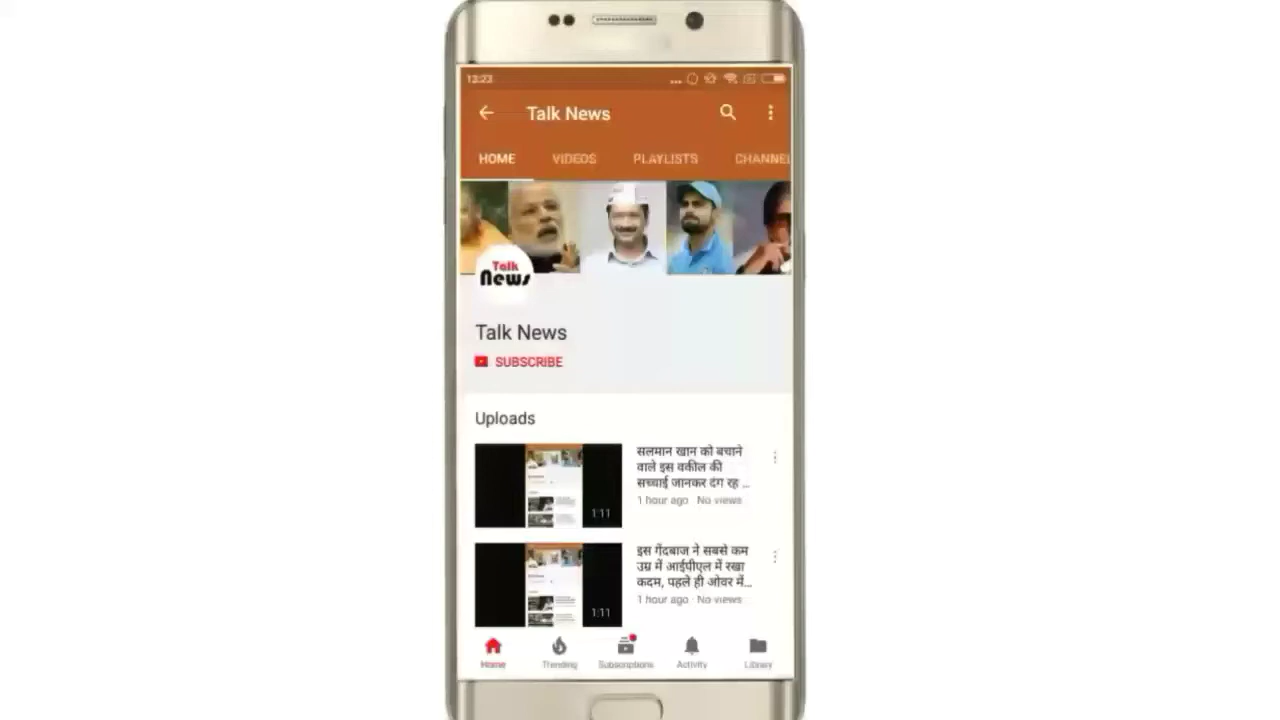 12:23
Talk News
HOME VIDEOS PLAYLISTS CHANNEL
Talk
News
Talk News
SUBSCRIBE
Uploads
सलमान खान को बचाने
वाले इस वकील की
सच्चाई जानकर दंग रह ...
1 hour ago · No views
1:11
इस गेंदबाज ने सबसे कम
उम्र में आईपीएल में रखा
कदम, पहले ही ओवर में...
1 hour ago · No views
1:11
Home Trending Subscriptions Activity Library